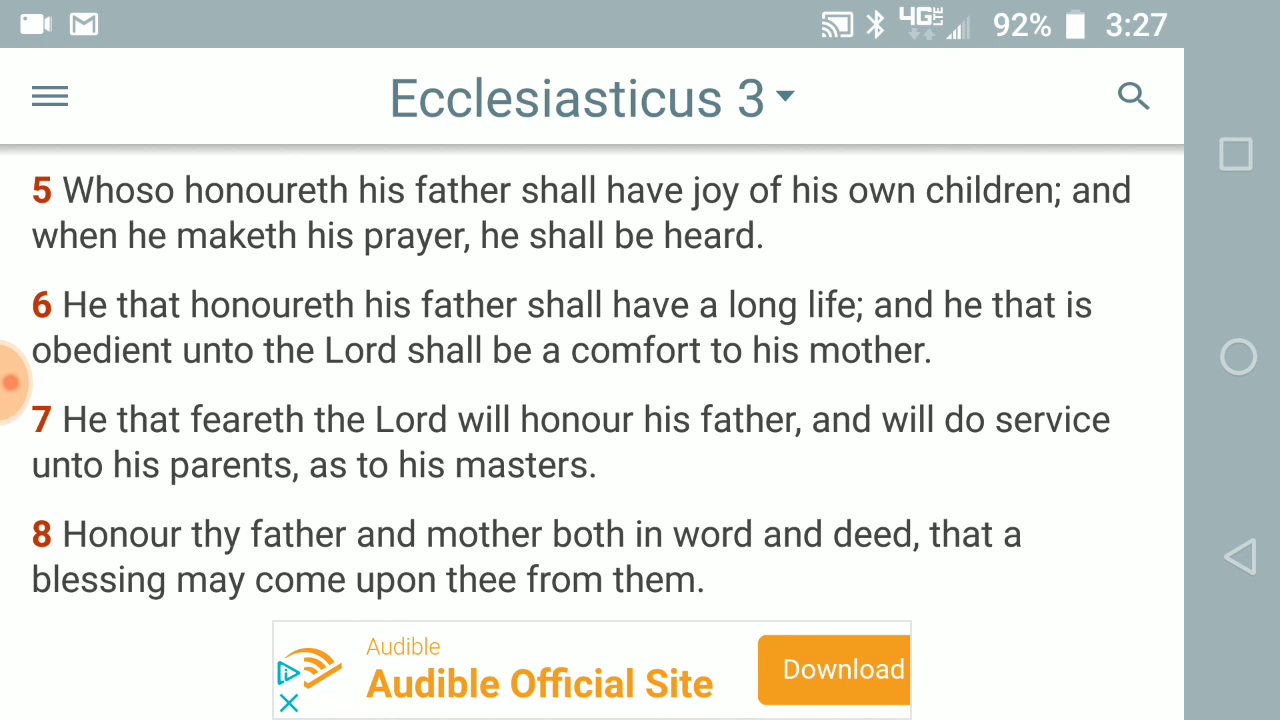 4G LTE 92% 3:27
Ecclesiasticus 3
5 Whoso honoureth his father shall have joy of his own children; and
when he maketh his prayer, he shall be heard.
6 He that honoureth his father shall have a long life; and he that is
obedient unto the Lord shall be a comfort to his mother.
7 He that feareth the Lord will honour his father, and will do service
unto his parents, as to his masters.
8 Honour thy father and mother both in word and deed, that a
blessing may come upon thee from them.
Audible
Audible Official Site
Download